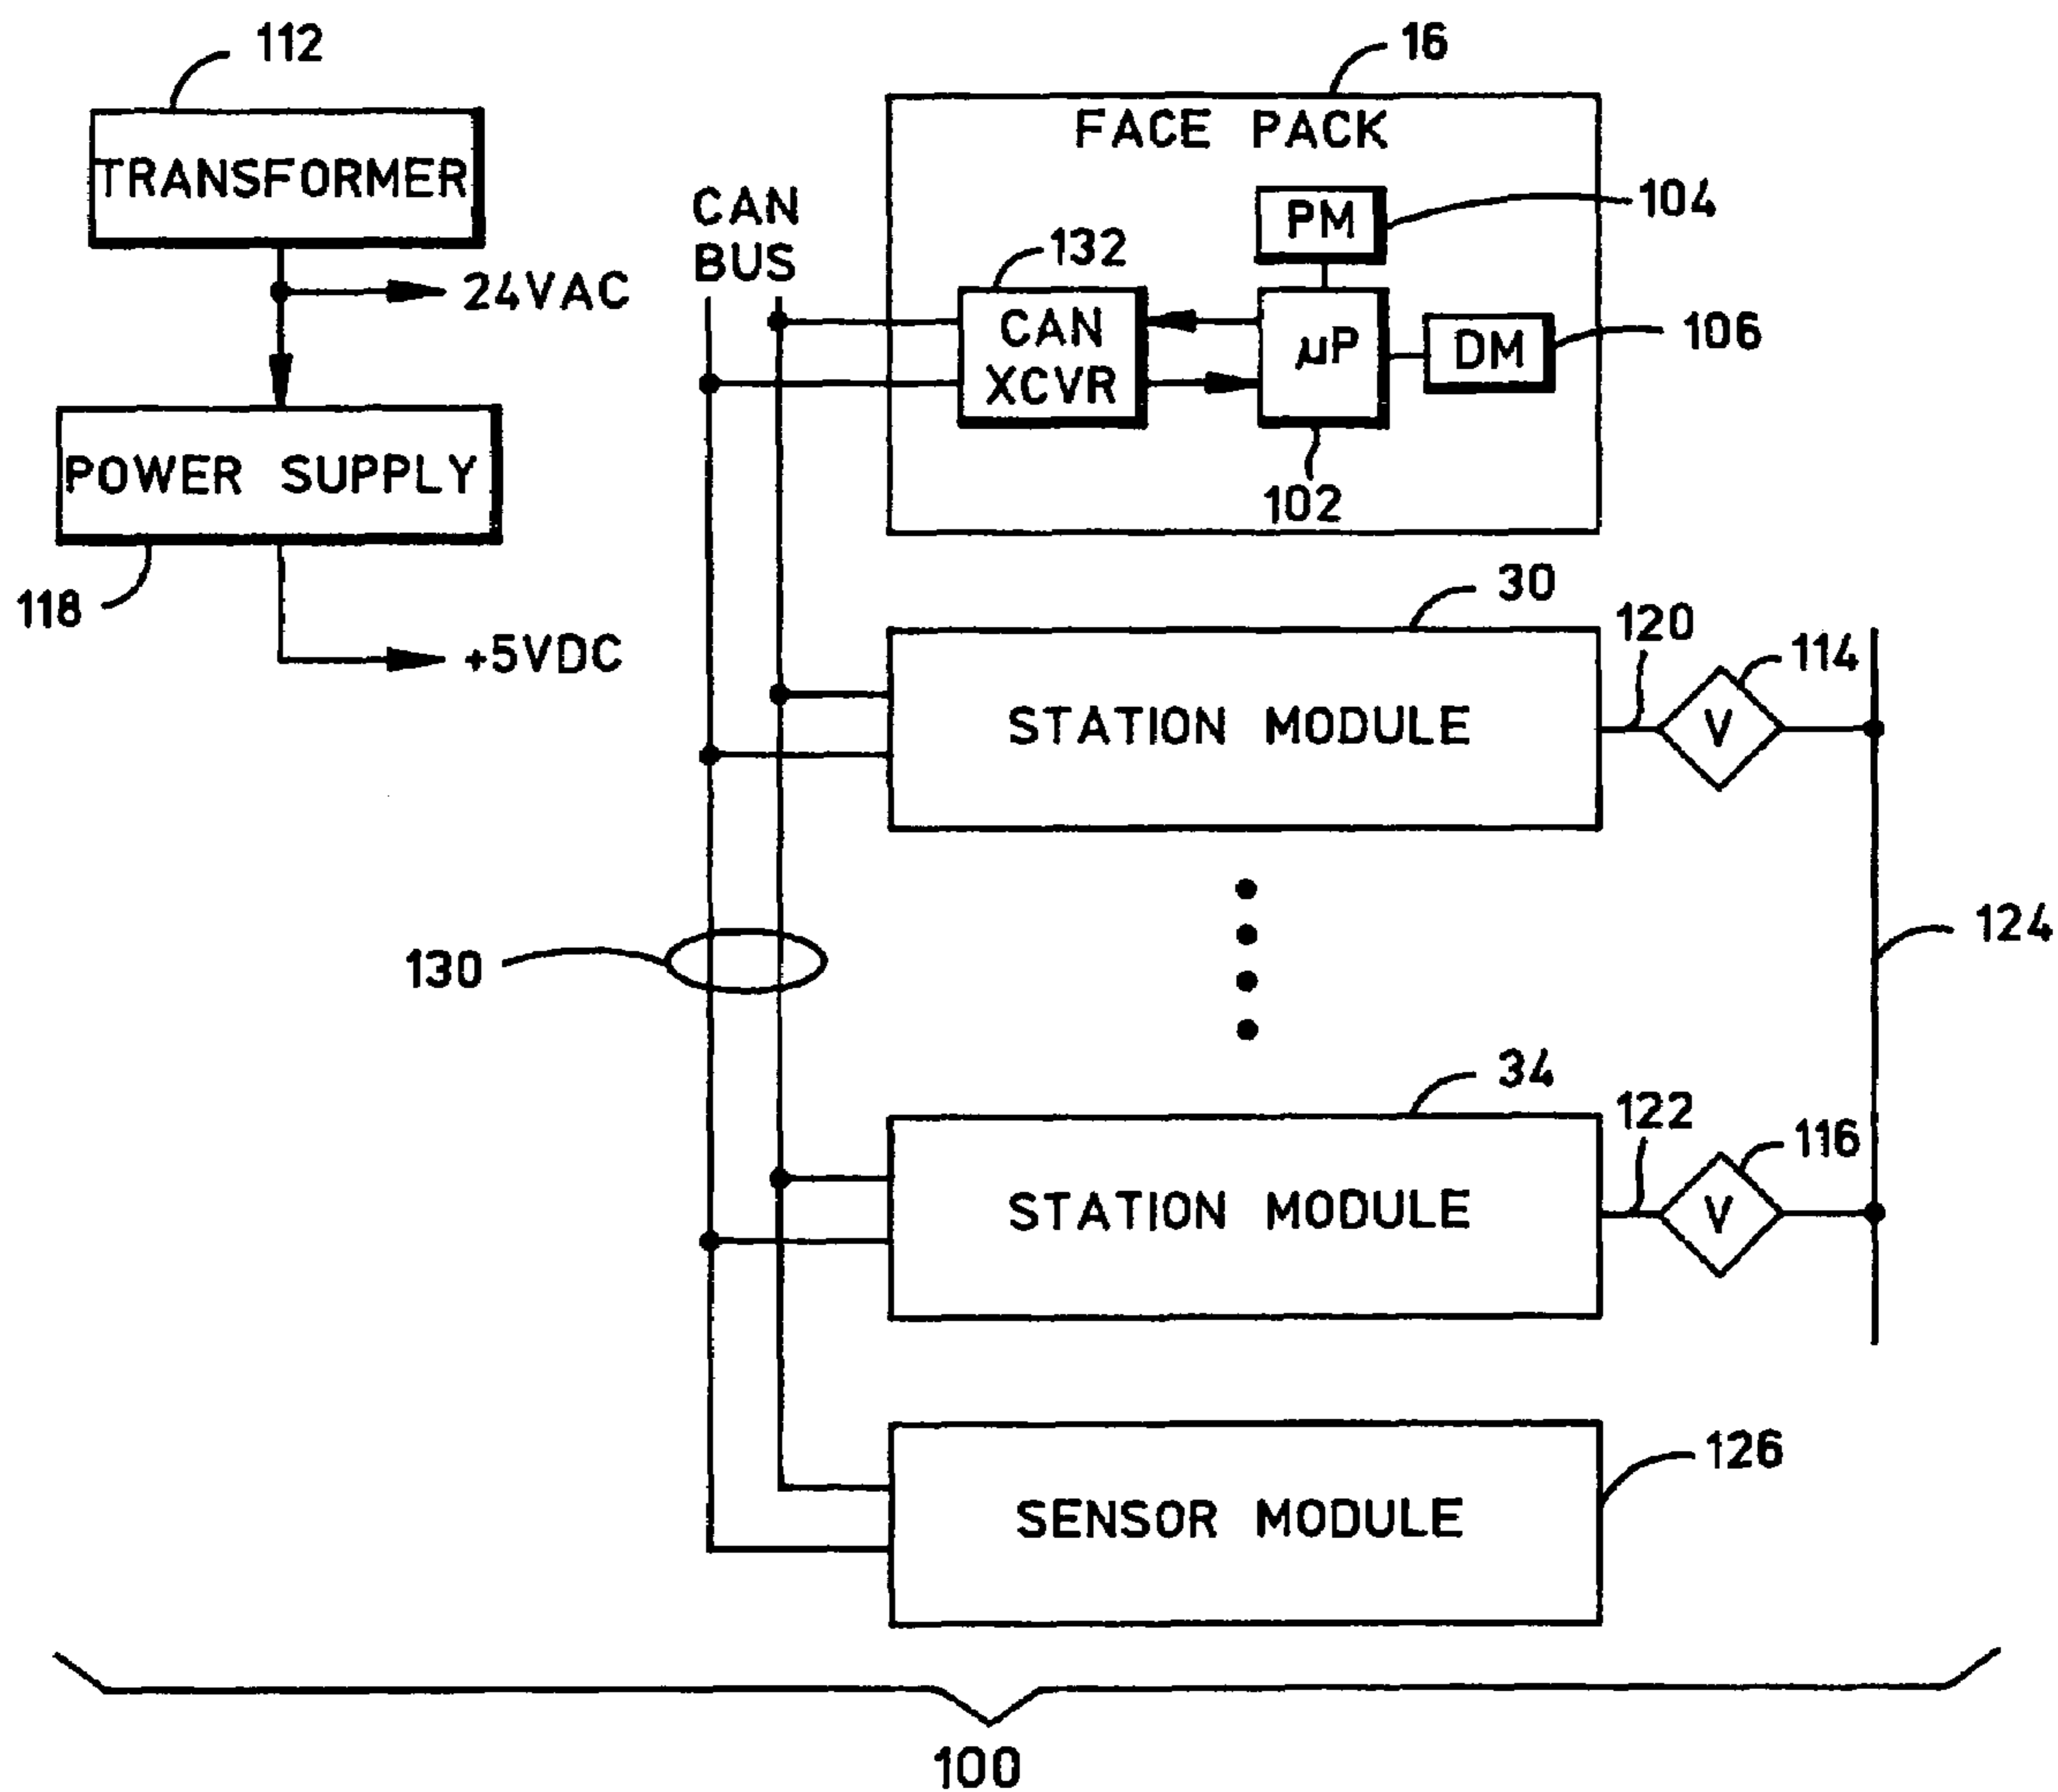 112
TRANSFORMER
24VAC
POWER SUPPLY
118
+5VDC
CAN
BUS
16
FACE PACK
PM
104
132
CAN
XCVR
µP
DM
106
102
30
STATION MODULE
120
114
V
130
124
34
STATION MODULE
122
116
V
SENSOR MODULE
126
100